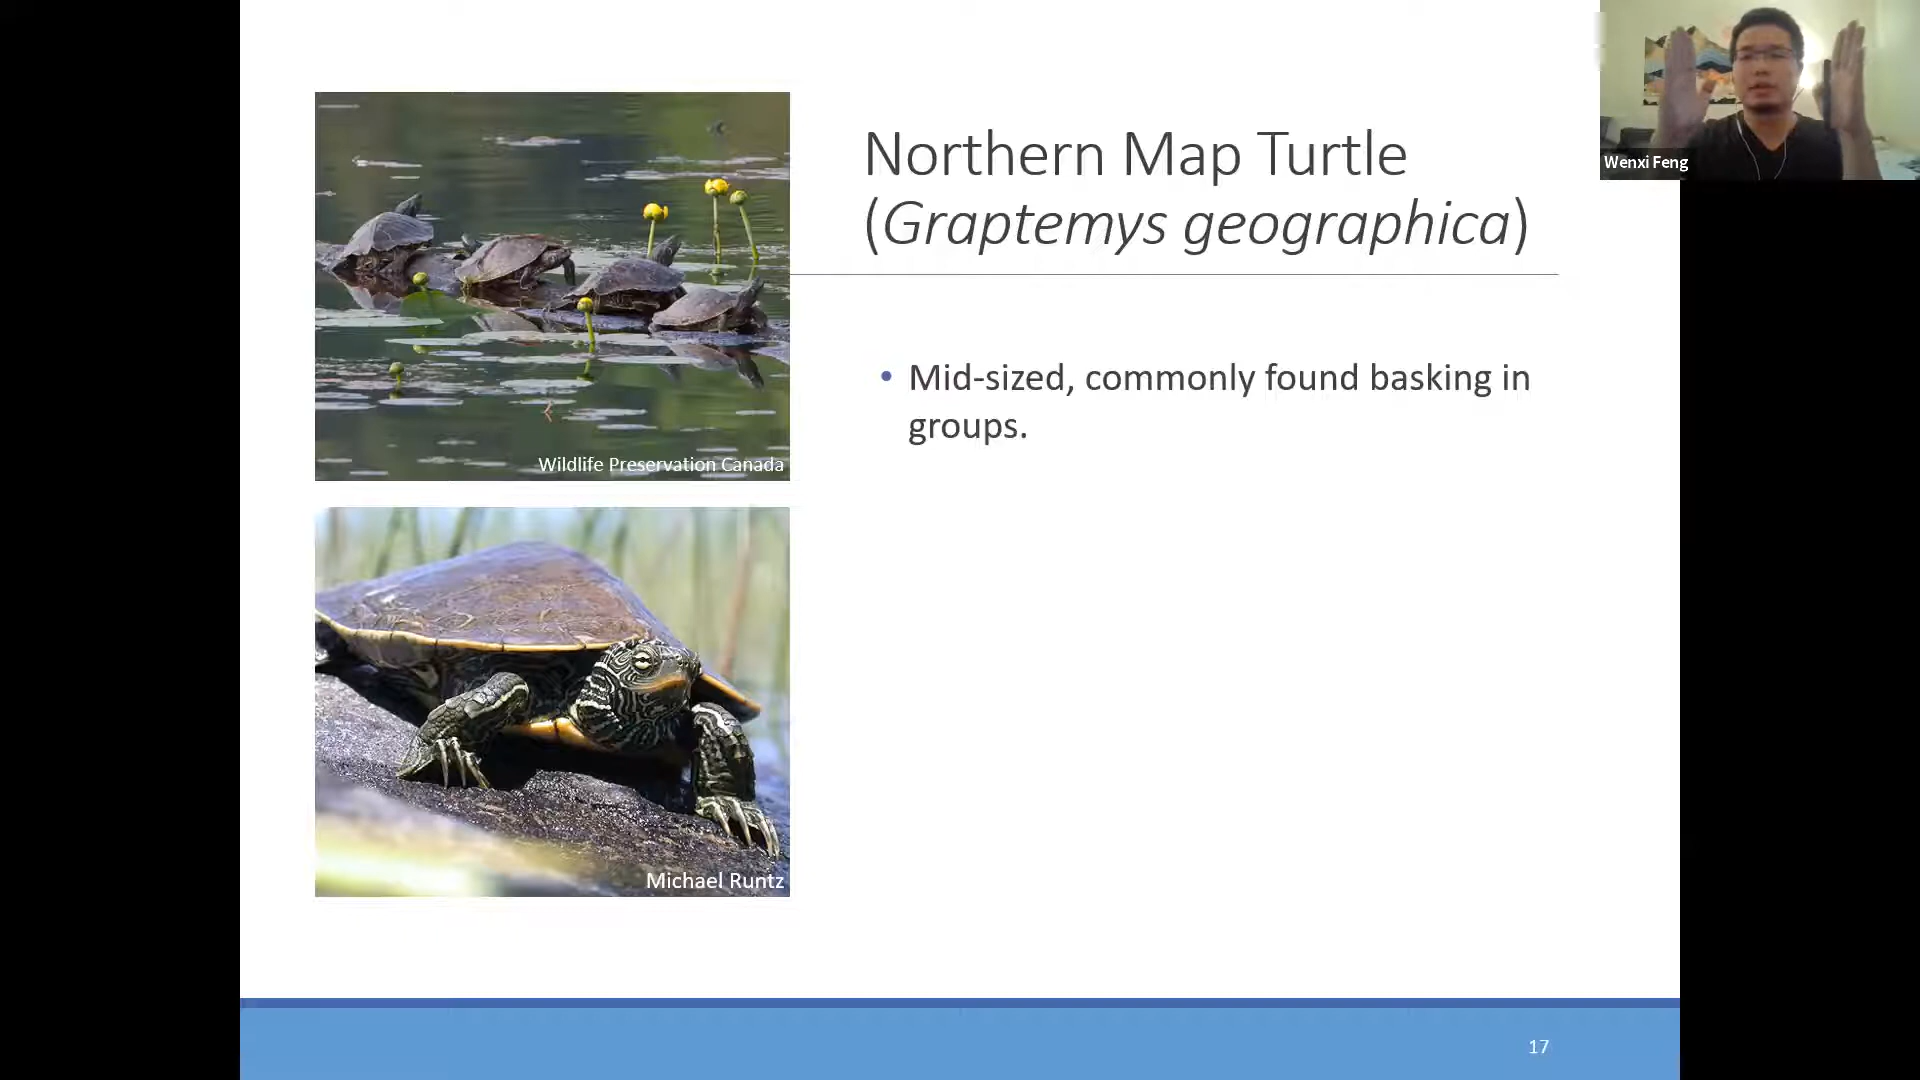 Northern Map Turtle
(Graptemys geographica)
• Mid-sized, commonly found basking in
groups.
Wildlife Preservation Canada
Michael Runtz
Wenxi Feng
17